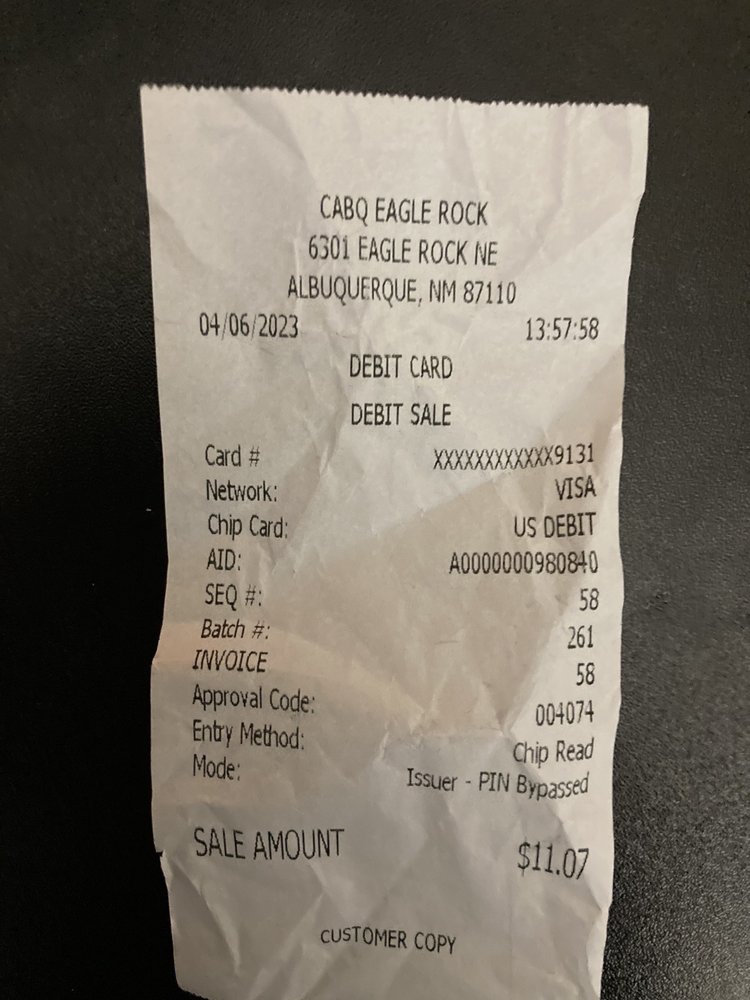 CABQ EAGLE ROCK
6301 EAGLE ROCK NE
ALBUQUERQUE, NM 87110
04/06/2023 13:57:58
DEBIT CARD
DEBIT SALE
Card # XXXXXXXXXXXX9131
Network: VISA
Chip Card: US DEBIT
AID: A0000000980840
SEQ #: 58
Batch #: 261
INVOICE 58
Approval Code: 004074
Entry Method: Chip Read
Mode: Issuer - PIN Bypassed
SALE AMOUNT $11.07
CUSTOMER COPY